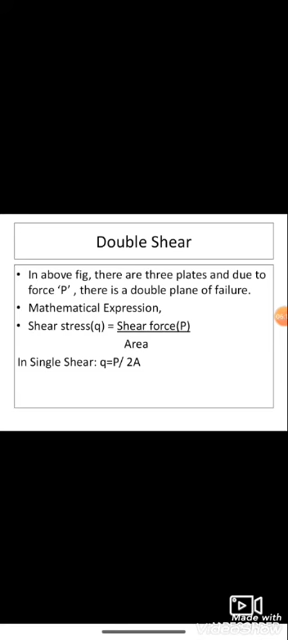 Double Shear
• In above fig, there are three plates and due to
force ‘P’ , there is a double plane of failure.
• Mathematical Expression,
• Shear stress(q) = Shear force(P)
Area
In Single Shear: q=P/ 2A
Made with